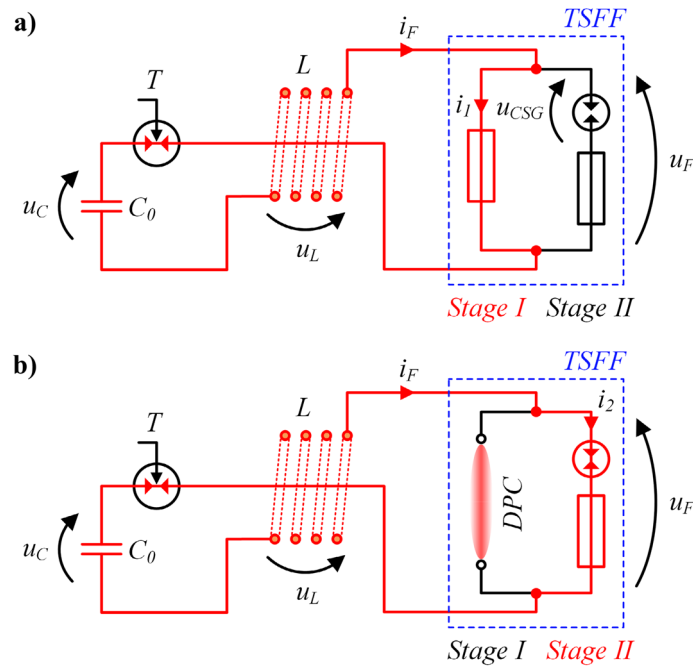 a)
TSFF
i_F
T
L
i_1
u_CSG
u_F
u_C
C_0
u_L
Stage I
Stage II
b)
TSFF
i_F
i_2
T
L
DPC
u_F
u_C
C_0
u_L
Stage I
Stage II